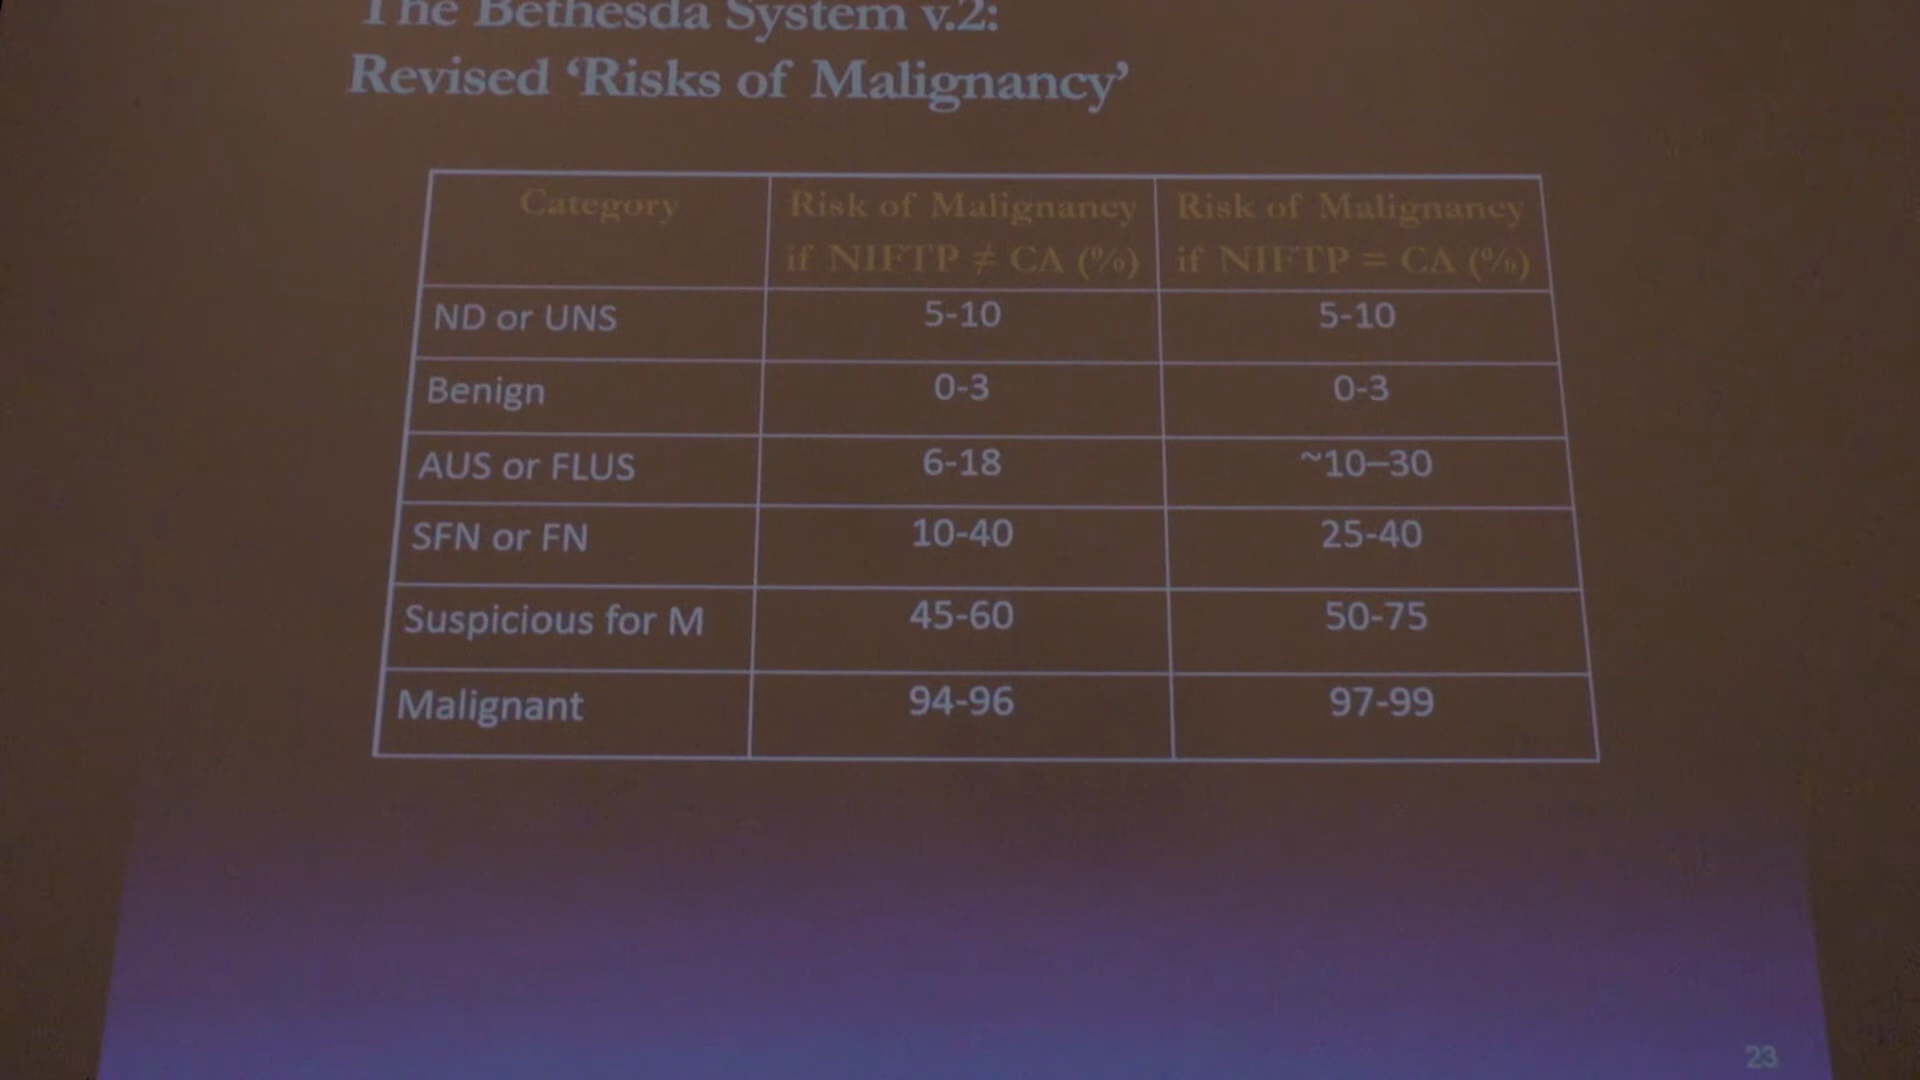 The Bethesda System v.2:
Revised ‘Risks of Malignancy’
Category
Risk of Malignancy
if NIFTP ≠ CA (%)
Risk of Malignancy
if NIFTP = CA (%)
ND or UNS 5-10 5-10
Benign 0-3 0-3
AUS or FLUS 6-18 ~10–30
SFN or FN 10-40 25-40
Suspicious for M 45-60 50-75
Malignant 94-96 97-99
23